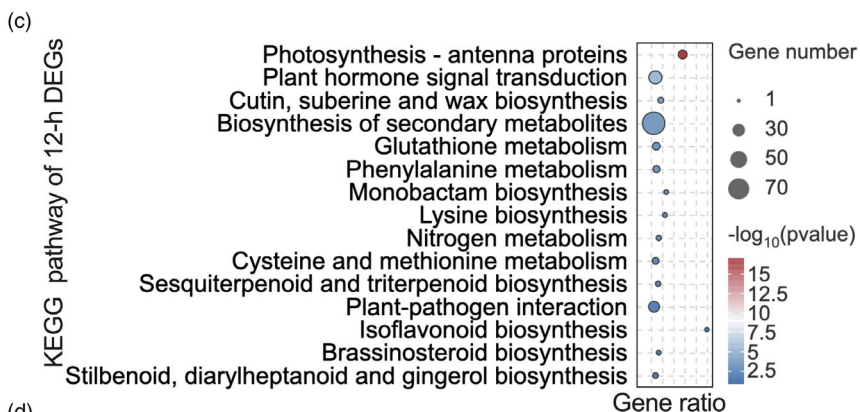 (c)
KEGG pathway of 12-h DEGs
Photosynthesis - antenna proteins
Plant hormone signal transduction
Cutin, suberine and wax biosynthesis
Biosynthesis of secondary metabolites
Glutathione metabolism
Phenylalanine metabolism
Monobactam biosynthesis
Lysine biosynthesis
Nitrogen metabolism
Cysteine and methionine metabolism
Sesquiterpenoid and triterpenoid biosynthesis
Plant-pathogen interaction
Isoflavonoid biosynthesis
Brassinosteroid biosynthesis
Stilbenoid, diarylheptanoid and gingerol biosynthesis
Gene ratio
Gene number
1
30
50
70
-log10(pvalue)
15
12.5
10
7.5
5
2.5
(d)